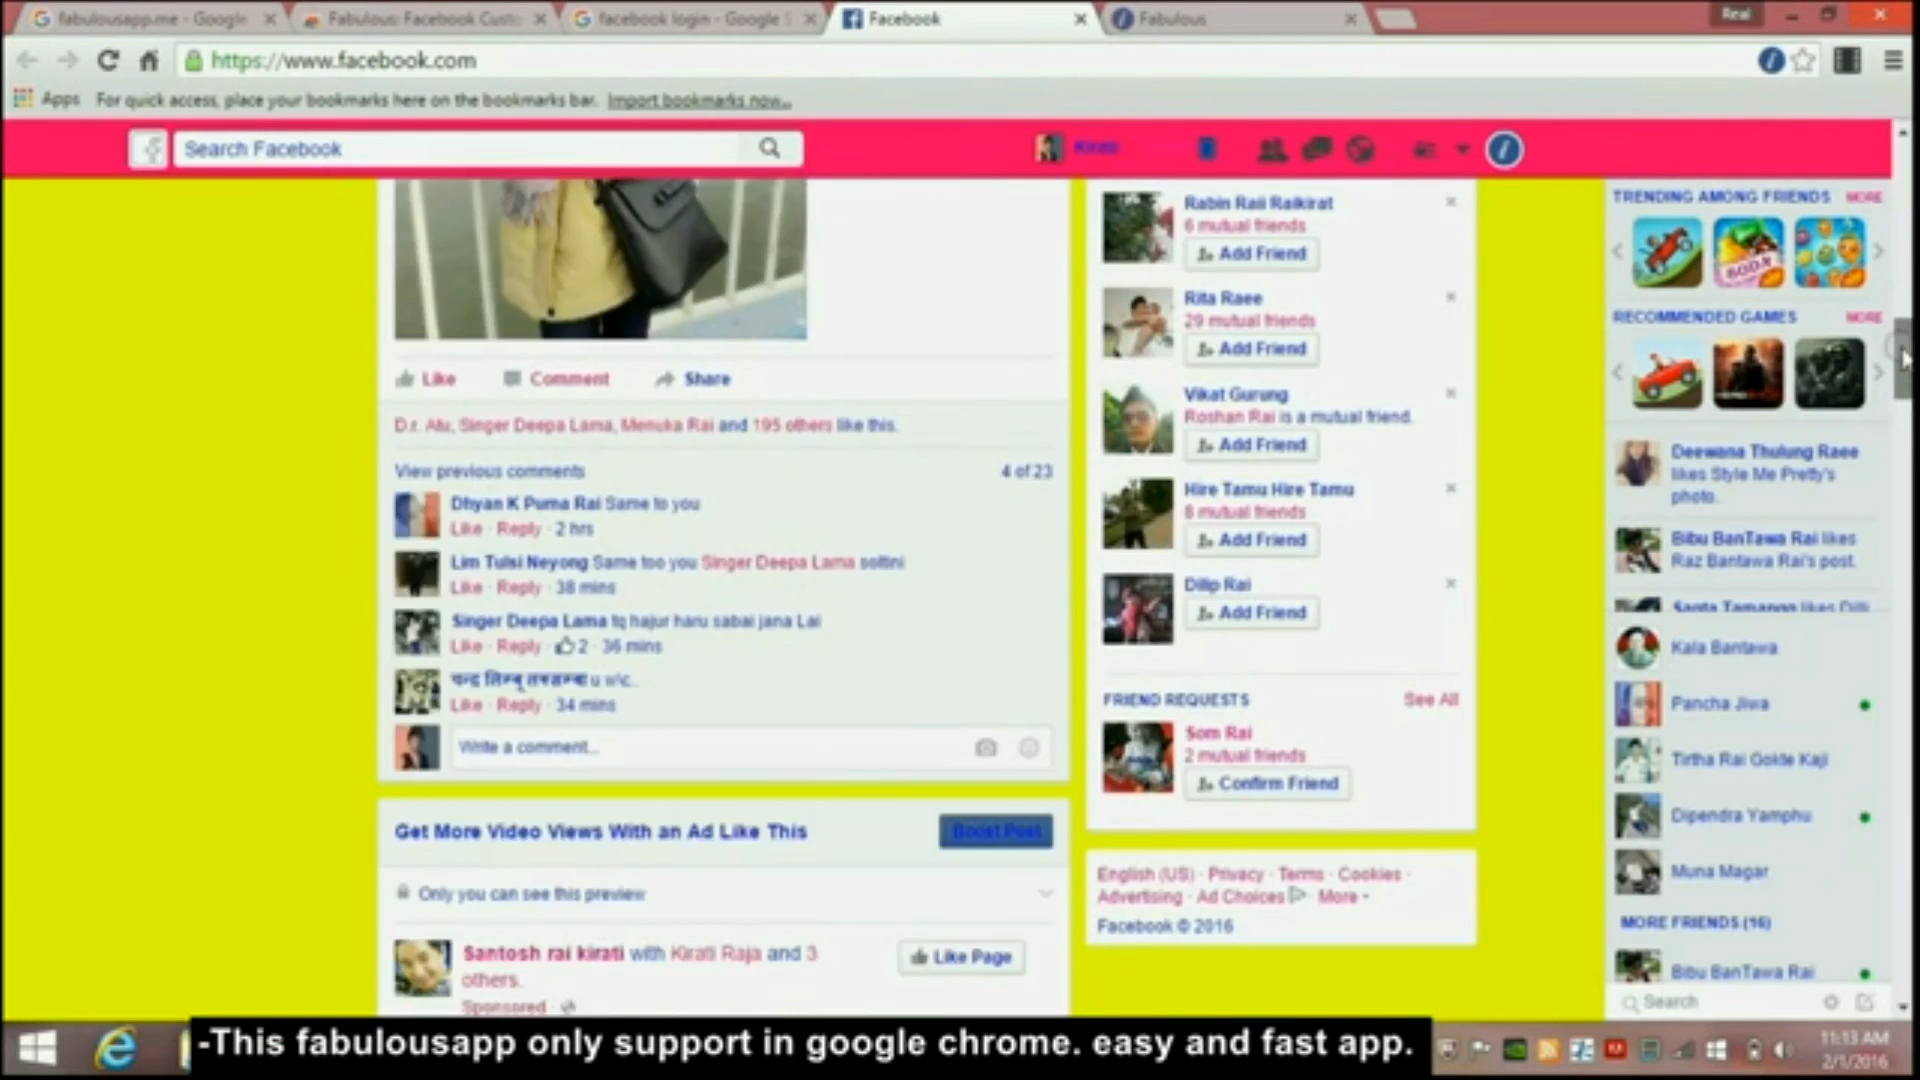 fabulousapp.me - Google
Fabulous: Facebook Custo
facebook login - Google S
Facebook
Fabulous
Real
https://www.facebook.com
Apps For quick access, place your bookmarks here on the bookmarks bar. Import bookmarks now...
Search Facebook
Kirati
Like Comment Share
D.r. Atu, Singer Deepa Lama, Menuka Rai and 195 others like this.
View previous comments 4 of 23
Dhyan K Puma Rai Same to you
Like · Reply · 2 hrs
Lim Tulsi Neyong Same too you Singer Deepa Lama soltini
Like · Reply · 38 mins
Singer Deepa Lama tq hajur haru sabai jana Lai
Like · Reply · 2 · 36 mins
Like · Reply · 34 mins
Write a comment...
Get More Video Views With an Ad Like This Boost Post
Only you can see this preview
Santosh rai kirati with Kirati Raja and 3
others.
Like Page
Sponsored ·
Rabin Raii Raikirat
6 mutual friends
Add Friend
Rita Raee
29 mutual friends
Add Friend
Vikat Gurung
Roshan Rai is a mutual friend.
Add Friend
Hire Tamu Hire Tamu
8 mutual friends
Add Friend
Dilip Rai
Add Friend
FRIEND REQUESTS See All
Som Rai
2 mutual friends
Confirm Friend
English (US) · Privacy · Terms · Cookies ·
Advertising · Ad Choices · More
Facebook © 2016
TRENDING AMONG FRIENDS MORE
SODA
RECOMMENDED GAMES MORE
Deewana Thulung Raee
likes Style Me Pretty's
photo.
Bibu BanTawa Rai likes
Raz Bantawa Rai's post.
Santa Tamanng likes Dilli
Kala Bantawa
Pancha Jiwa
Tirtha Rai Gokte Kaji
Dipendra Yamphu
Muna Magar
MORE FRIENDS (16)
Bibu BanTawa Rai
Search
-This fabulousapp only support in google chrome. easy and fast app.
11:13 AM
2/1/2016